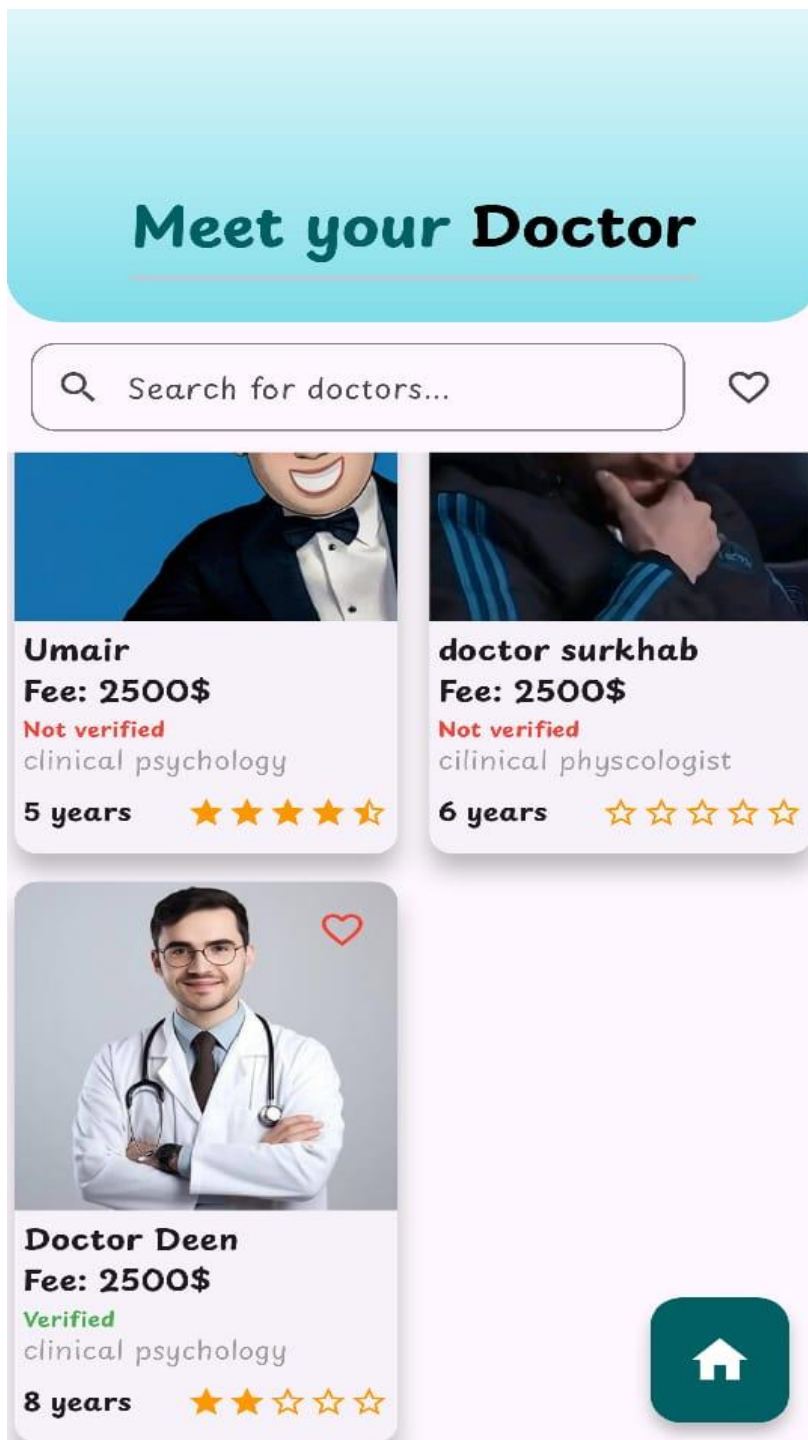 Meet your Doctor
Search for doctors...
Umair
Fee: 2500$
Not verified
clinical psychology
5 years
doctor surkhab
Fee: 2500$
Not verified
cilinical physcologist
6 years
Doctor Deen
Fee: 2500$
Verified
clinical psychology
8 years